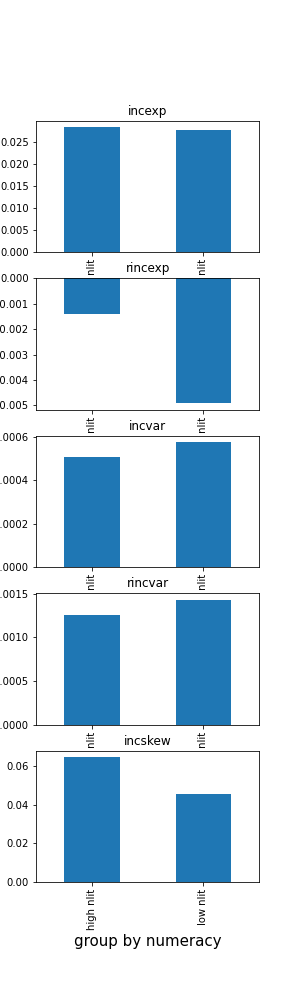 incexp
0.025
0.020
0.015
0.010
0.005
0.000
nlit
nlit
rincexp
0.000
0.001
0.002
0.003
0.004
0.005
nlit
nlit
incvar
.0006
.0004
.0002
.0000
nlit
nlit
rincvar
.0015
.0010
.0005
.0000
nlit
nlit
incskew
0.06
0.04
0.02
0.00
high nlit
low nlit
group by numeracy